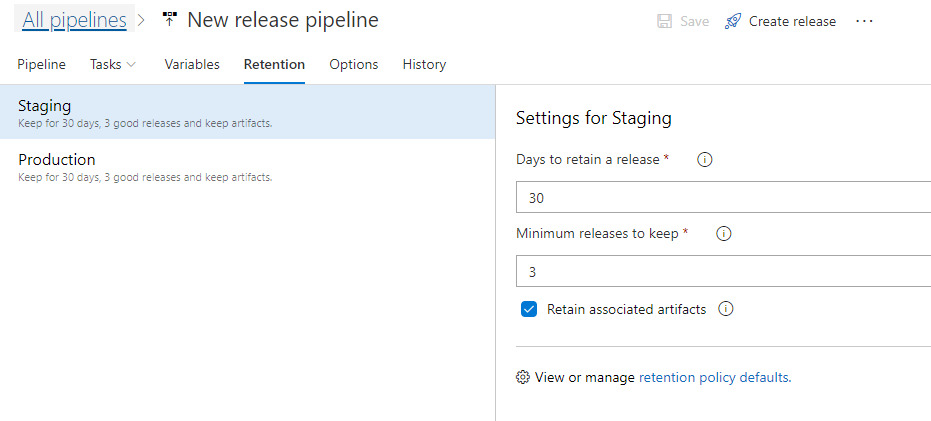 All pipelines > New release pipeline Save Create release ...
Pipeline Tasks Variables Retention Options History
Staging
Keep for 30 days, 3 good releases and keep artifacts.
Production
Keep for 30 days, 3 good releases and keep artifacts.
Settings for Staging
Days to retain a release *
30
Minimum releases to keep *
3
Retain associated artifacts
View or manage retention policy defaults.